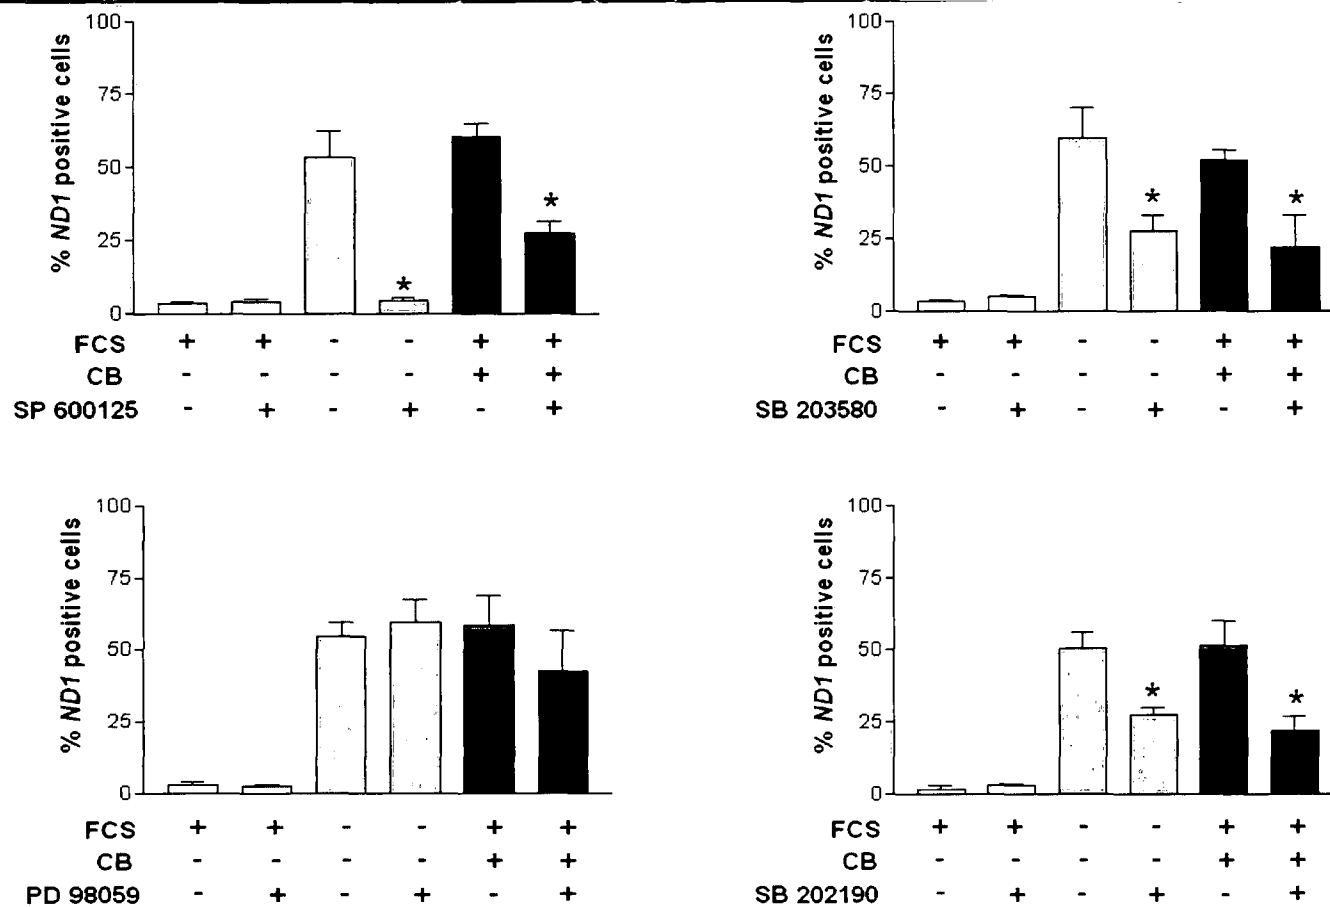 % ND1 positive cells
100
75
50
25
0
*
*
FCS + + - - + +
CB - - - - + +
SP 600125 - + - + - +
% ND1 positive cells
100
75
50
25
0
*
*
FCS + + - - + +
CB - - - - + +
SB 203580 - + - + - +
% ND1 positive cells
100
75
50
25
0
FCS + + - - + +
CB - - - - + +
PD 98059 - + - + - +
% ND1 positive cells
100
75
50
25
0
*
*
FCS + + - - + +
CB - - - - + +
SB 202190 - + - + - +